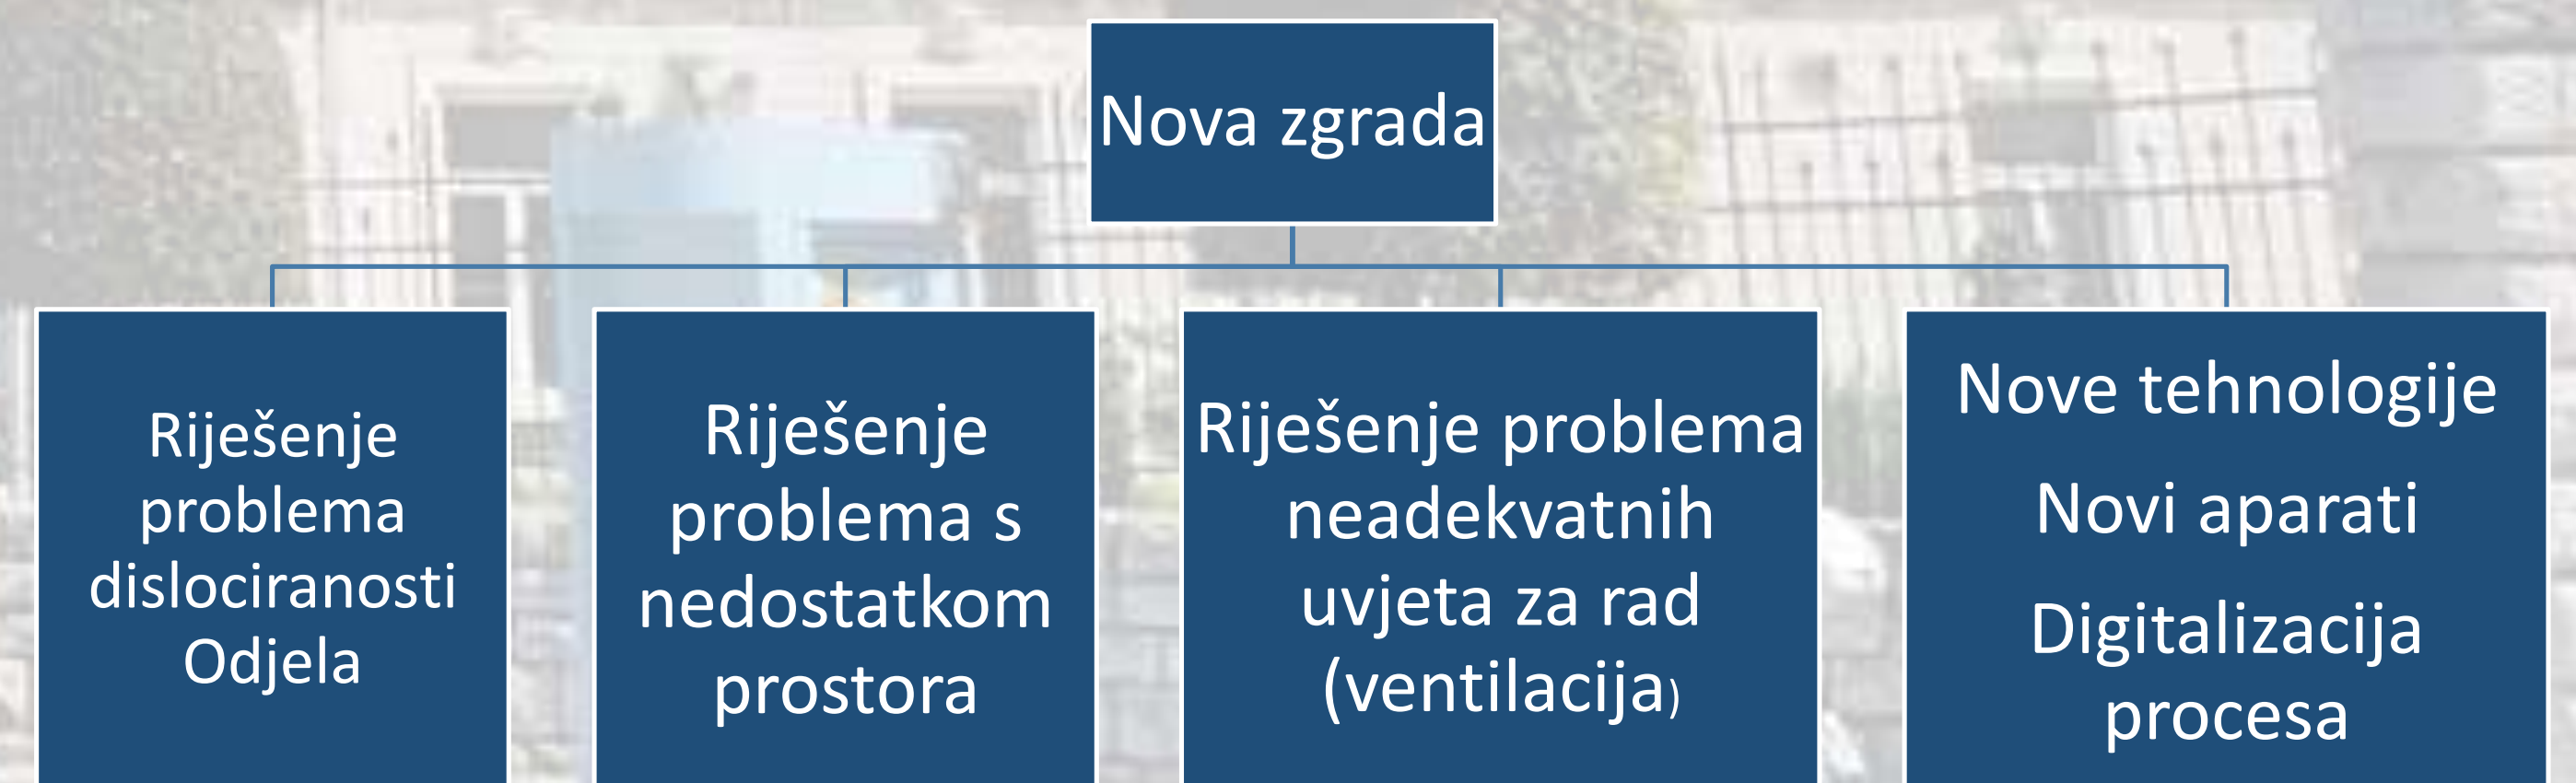 Nova zgrada
Riješenje
problema
dislociranosti
Odjela
Riješenje
problema s
nedostatkom
prostora
Riješenje problema
neadekvatnih
uvjeta za rad
(ventilacija)
Nove tehnologije
Novi aparati
Digitalizacija
procesa